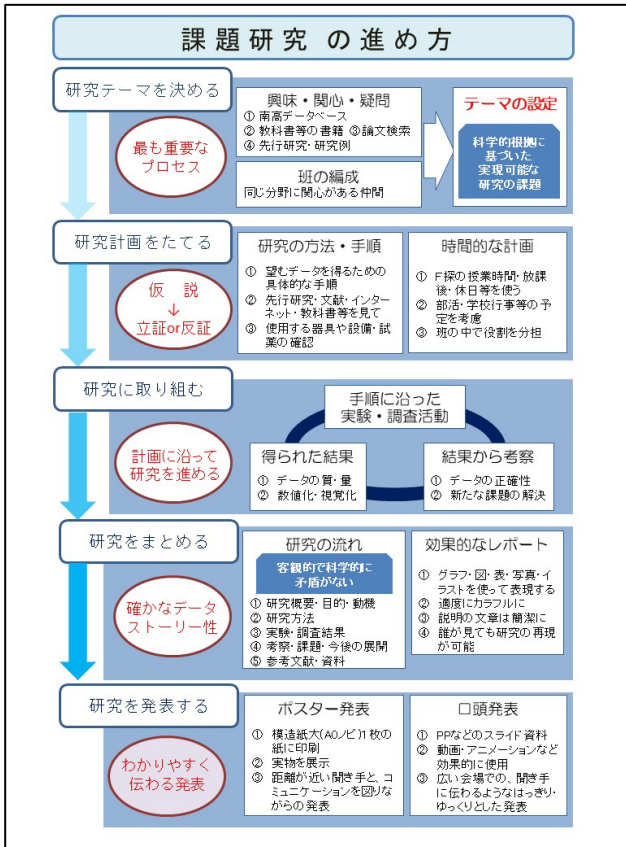 課題研究 の進め方
研究テーマを決める
最も重要な
プロセス
興味・関心・疑問
① 南高データベース
② 教科書等の書籍 ③論文検索
④ 先行研究・研究例
班の編成
同じ分野に関心がある仲間
テーマの設定
科学的根拠に
基づいた
実現可能な
研究の課題
研究計画をたてる
仮 説
↓
立証or反証
研究の方法・手順
① 望むデータを得るための
具体的な手順
② 先行研究・文献・インター
ネット・教科書等を見て
③ 使用する器具や設備・試
薬の確認
時間的な計画
① F探の授業時間・放課
後・休日等を使う
② 部活・学校行事等の予
定を考慮
③ 班の中で役割を分担
研究に取り組む
計画に沿って
研究を進める
手順に沿った
実験・調査活動
得られた結果
① データの質・量
② 数値化・視覚化
結果から考察
① データの正確性
② 新たな課題の解決
研究をまとめる
確かなデータ
ストーリー性
研究の流れ
客観的で科学的に
矛盾がない
① 研究概要・目的・動機
② 研究方法
③ 実験・調査結果
④ 考察・課題・今後の展開
⑤ 参考文献・資料
効果的なレポート
① グラフ・図・表・写真・イ
ラストを使って表現する
② 適度にカラフルに
③ 説明の文章は簡潔に
④ 誰が見ても研究の再現
が可能
研究を発表する
わかりやすく
伝わる発表
ポスター発表
① 模造紙大(A0ノビ)1枚の
紙に印刷
② 実物を展示
③ 距離が近い聞き手と、コ
ミュニケーションを図りな
がらの発表
口頭発表
① PPなどのスライド資料
② 動画・アニメーションなど
効果的に使用
③ 広い会場での、聞き手
に伝わるようなはっきり・
ゆっくりとした発表